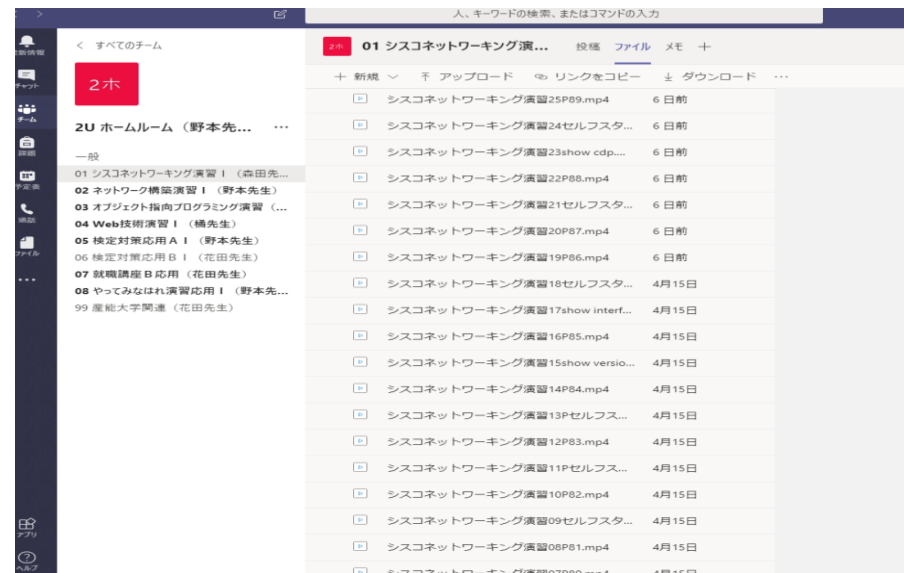 人、キーワードの検索、またはコマンドの入力
最新情報
チャット
チーム
課題
予定表
通話
ファイル
アプリ
ヘルプ
すべてのチーム
2ホ
2U ホームルーム（野本先... ...
一般
01 シスコネットワーキング演習Ⅰ（森田先...
02 ネットワーク構築演習Ⅰ（野本先生）
03 オブジェクト指向プログラミング演習（...
04 Web技術演習Ⅰ（橘先生）
05 検定対策応用AⅠ（野本先生）
06 検定対策応用BⅠ（花田先生）
07 就職講座B応用（花田先生）
08 やってみなはれ演習応用Ⅰ（野本先...
99 産能大学関連（花田先生）
2ホ 01 シスコネットワーキング演... 投稿 ファイル メモ +
+ 新規 アップロード リンクをコピー ダウンロード ...
シスコネットワーキング演習25P89.mp4 6 日前
シスコネットワーキング演習24セルフスタ... 6 日前
シスコネットワーキング演習23show cdp.... 6 日前
シスコネットワーキング演習22P88.mp4 6 日前
シスコネットワーキング演習21セルフスタ... 6 日前
シスコネットワーキング演習20P87.mp4 6 日前
シスコネットワーキング演習19P86.mp4 6 日前
シスコネットワーキング演習18セルフスタ... 4月15日
シスコネットワーキング演習17show interf... 4月15日
シスコネットワーキング演習16P85.mp4 4月15日
シスコネットワーキング演習15show versio... 4月15日
シスコネットワーキング演習14P84.mp4 4月15日
シスコネットワーキング演習13Pセルフス... 4月15日
シスコネットワーキング演習12P83.mp4 4月15日
シスコネットワーキング演習11Pセルフス... 4月15日
シスコネットワーキング演習10P82.mp4 4月15日
シスコネットワーキング演習09セルフスタ... 4月15日
シスコネットワーキング演習08P81.mp4 4月15日
シスコネットワーキング演習07P80.mp4 4月15日